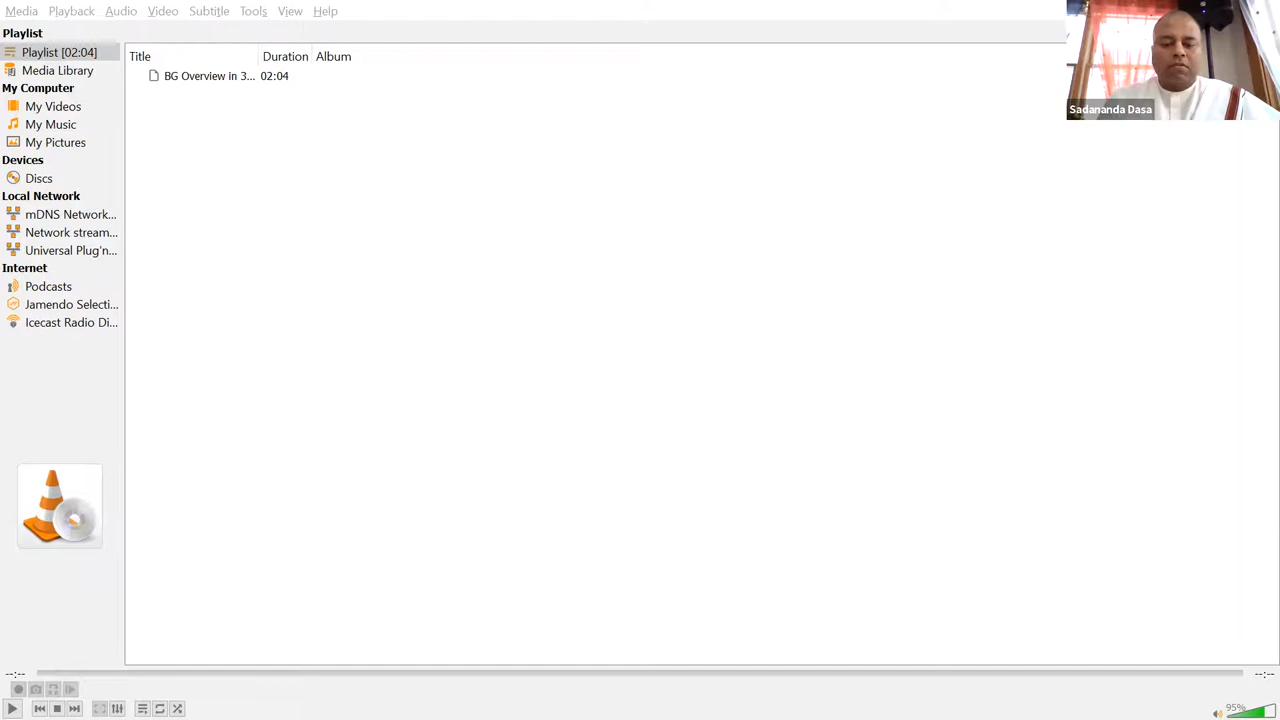 Media Playback Audio Video Subtitle Tools View Help
Playlist
Playlist [02:04]
Media Library
My Computer
My Videos
My Music
My Pictures
Devices
Discs
Local Network
mDNS Network...
Network stream...
Universal Plug'n...
Internet
Podcasts
Jamendo Selecti...
Icecast Radio Di...
Title Duration Album
BG Overview in 3... 02:04
Sadananda Dasa
--:-- --:--
95%